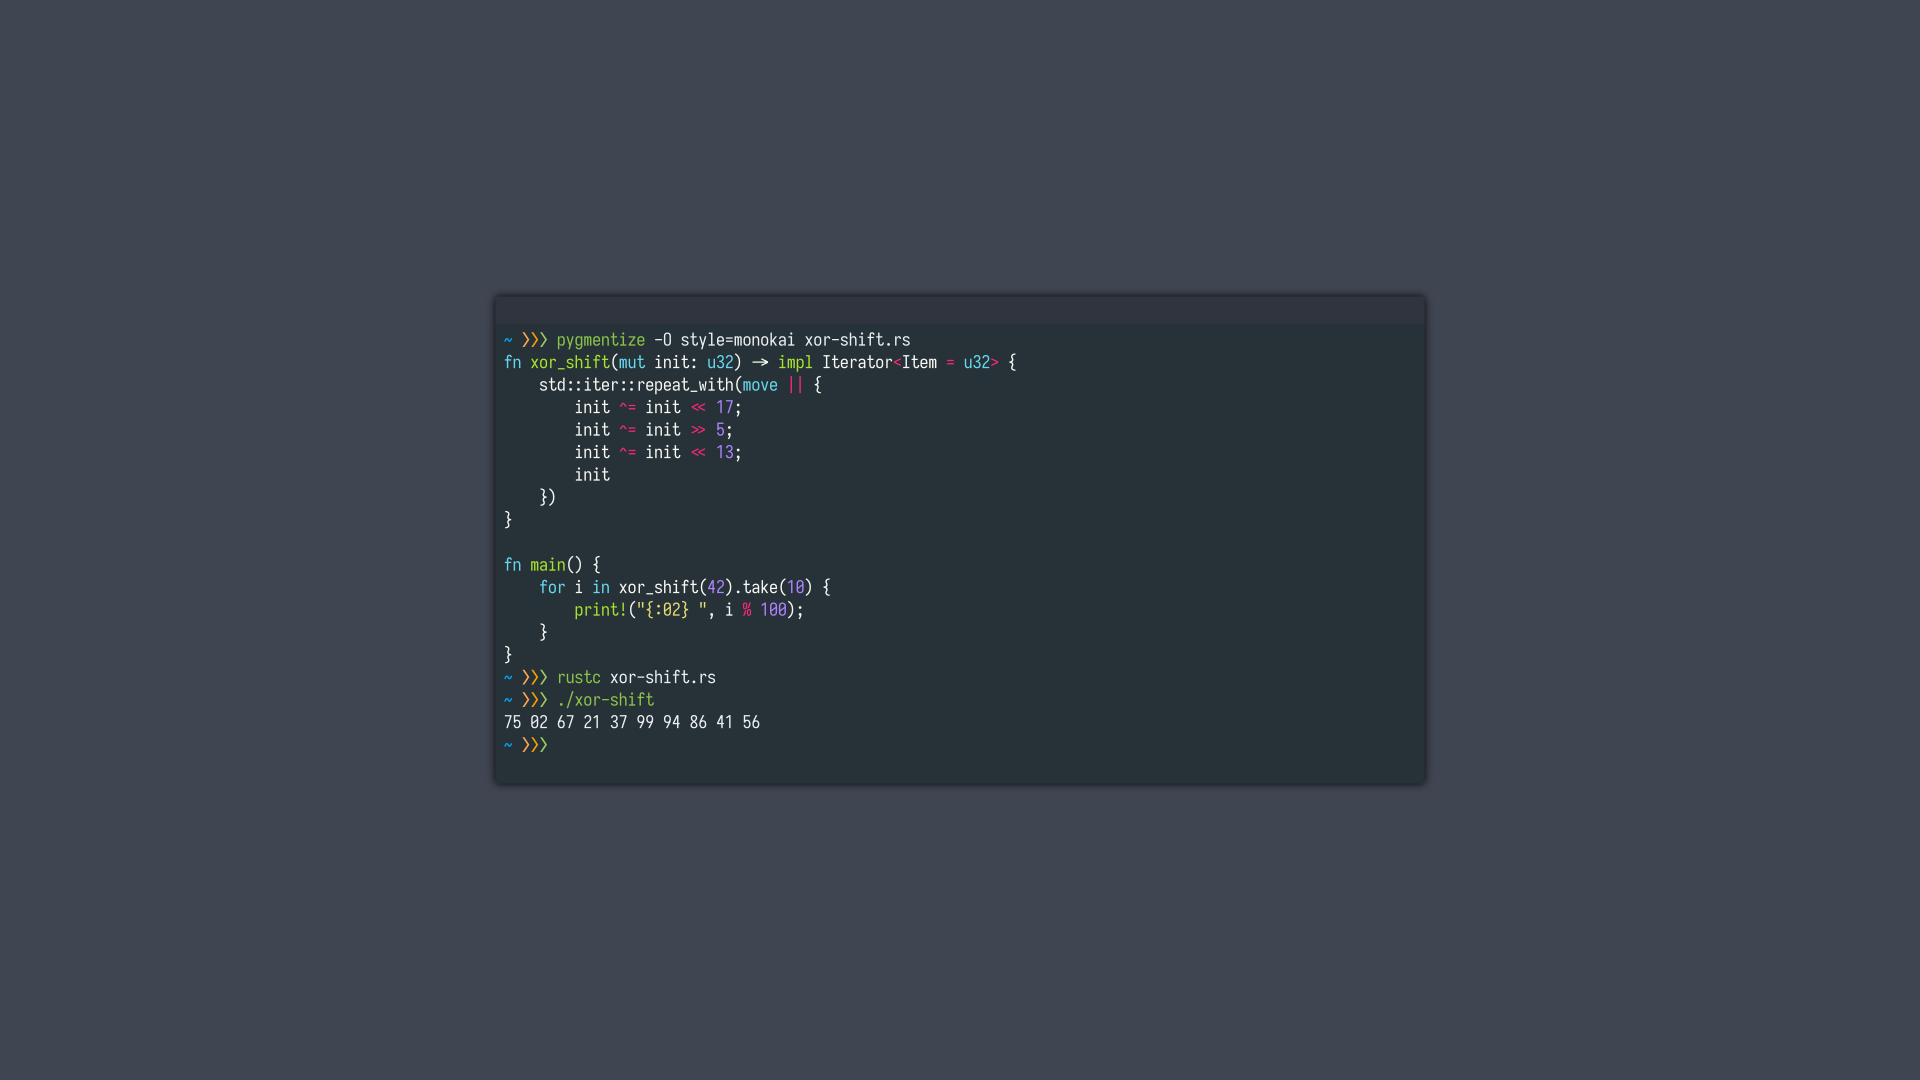 ~ ❯❯❯ pygmentize -O style=monokai xor-shift.rs
fn xor_shift(mut init: u32) -> impl Iterator<Item = u32> {
    std::iter::repeat_with(move || {
        init ^= init << 17;
        init ^= init >> 5;
        init ^= init << 13;
        init
    })
}

fn main() {
    for i in xor_shift(42).take(10) {
        print!("{:02} ", i % 100);
    }
}
~ ❯❯❯ rustc xor-shift.rs
~ ❯❯❯ ./xor-shift
75 02 67 21 37 99 94 86 41 56
~ ❯❯❯